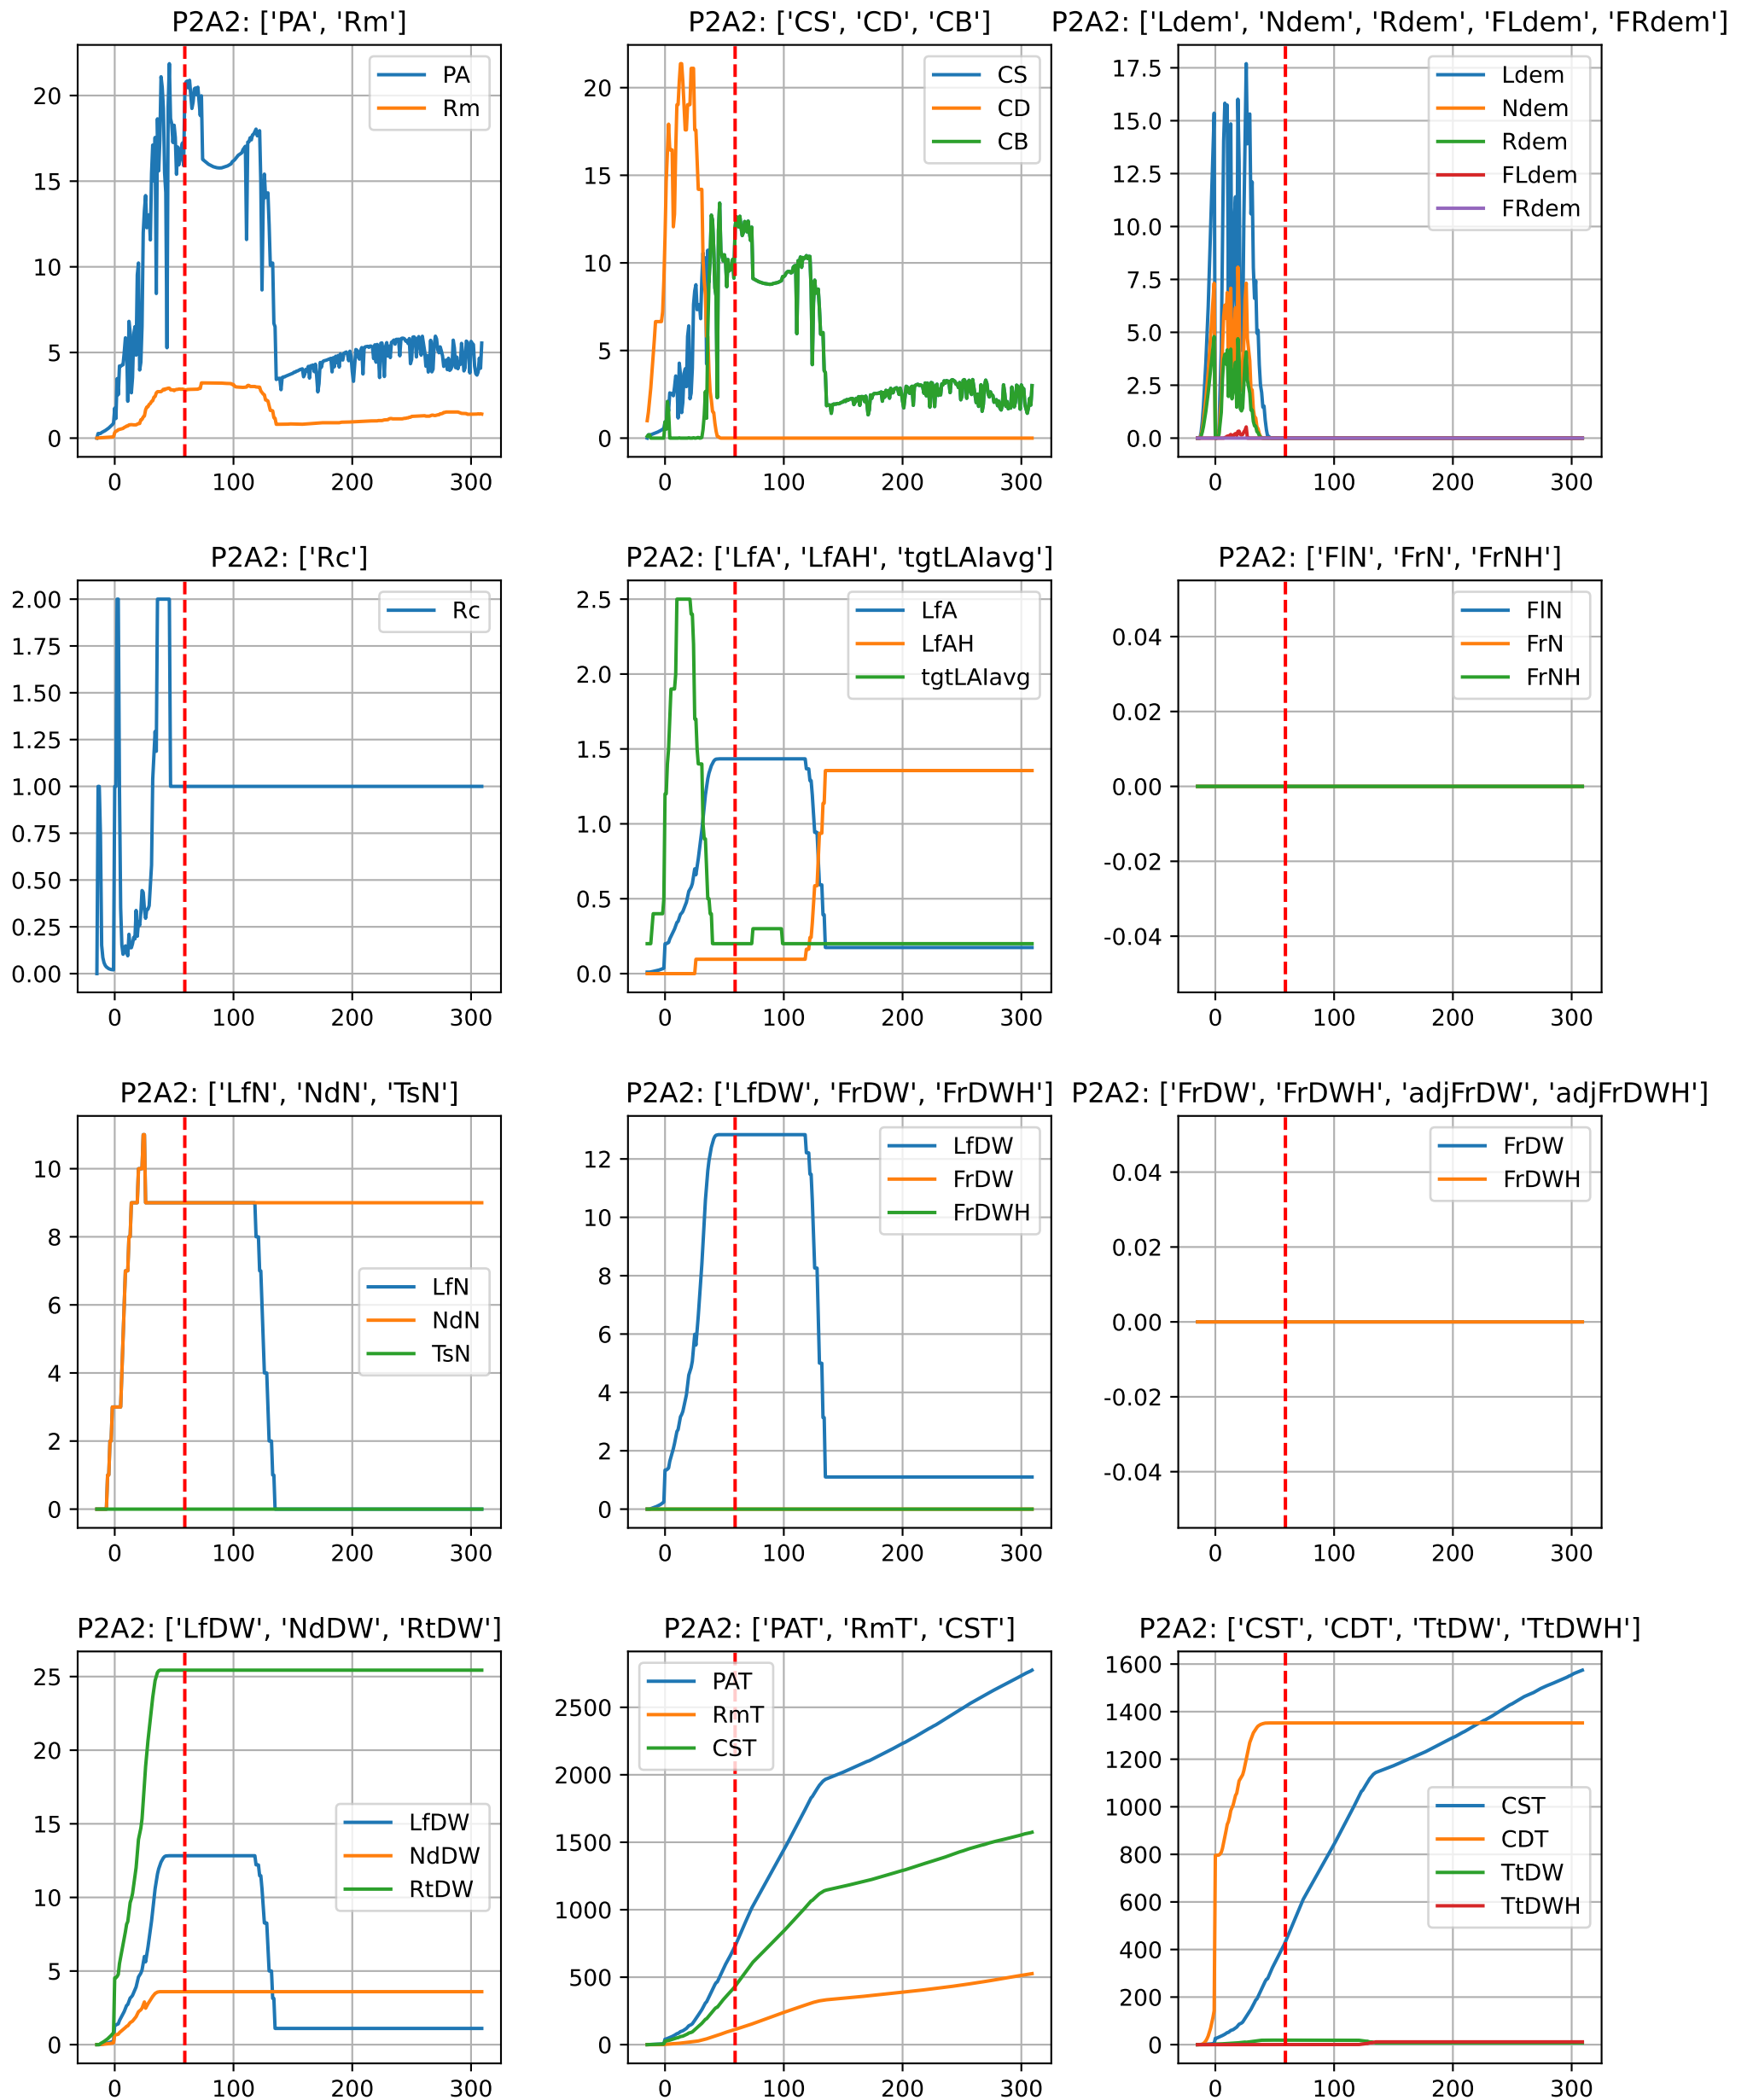 P2A2: ['PA', 'Rm']
PA
Rm
20
15
10
5
0
0 100 200 300
P2A2: ['CS', 'CD', 'CB']
CS
CD
CB
20
15
10
5
0
0 100 200 300
P2A2: ['Ldem', 'Ndem', 'Rdem', 'FLdem', 'FRdem']
Ldem
Ndem
Rdem
FLdem
FRdem
17.5
15.0
12.5
10.0
7.5
5.0
2.5
0.0
0 100 200 300
P2A2: ['Rc']
Rc
2.00
1.75
1.50
1.25
1.00
0.75
0.50
0.25
0.00
0 100 200 300
P2A2: ['LfA', 'LfAH', 'tgtLAIavg']
LfA
LfAH
tgtLAIavg
2.5
2.0
1.5
1.0
0.5
0.0
0 100 200 300
P2A2: ['FlN', 'FrN', 'FrNH']
FlN
FrN
FrNH
0.04
0.02
0.00
-0.02
-0.04
0 100 200 300
P2A2: ['LfN', 'NdN', 'TsN']
LfN
NdN
TsN
10
8
6
4
2
0
0 100 200 300
P2A2: ['LfDW', 'FrDW', 'FrDWH']
LfDW
FrDW
FrDWH
12
10
8
6
4
2
0
0 100 200 300
P2A2: ['FrDW', 'FrDWH', 'adjFrDW', 'adjFrDWH']
FrDW
FrDWH
0.04
0.02
0.00
-0.02
-0.04
0 100 200 300
P2A2: ['LfDW', 'NdDW', 'RtDW']
LfDW
NdDW
RtDW
25
20
15
10
5
0
0 100 200 300
P2A2: ['PAT', 'RmT', 'CST']
PAT
RmT
CST
2500
2000
1500
1000
500
0
0 100 200 300
P2A2: ['CST', 'CDT', 'TtDW', 'TtDWH']
CST
CDT
TtDW
TtDWH
1600
1400
1200
1000
800
600
400
200
0
0 100 200 300